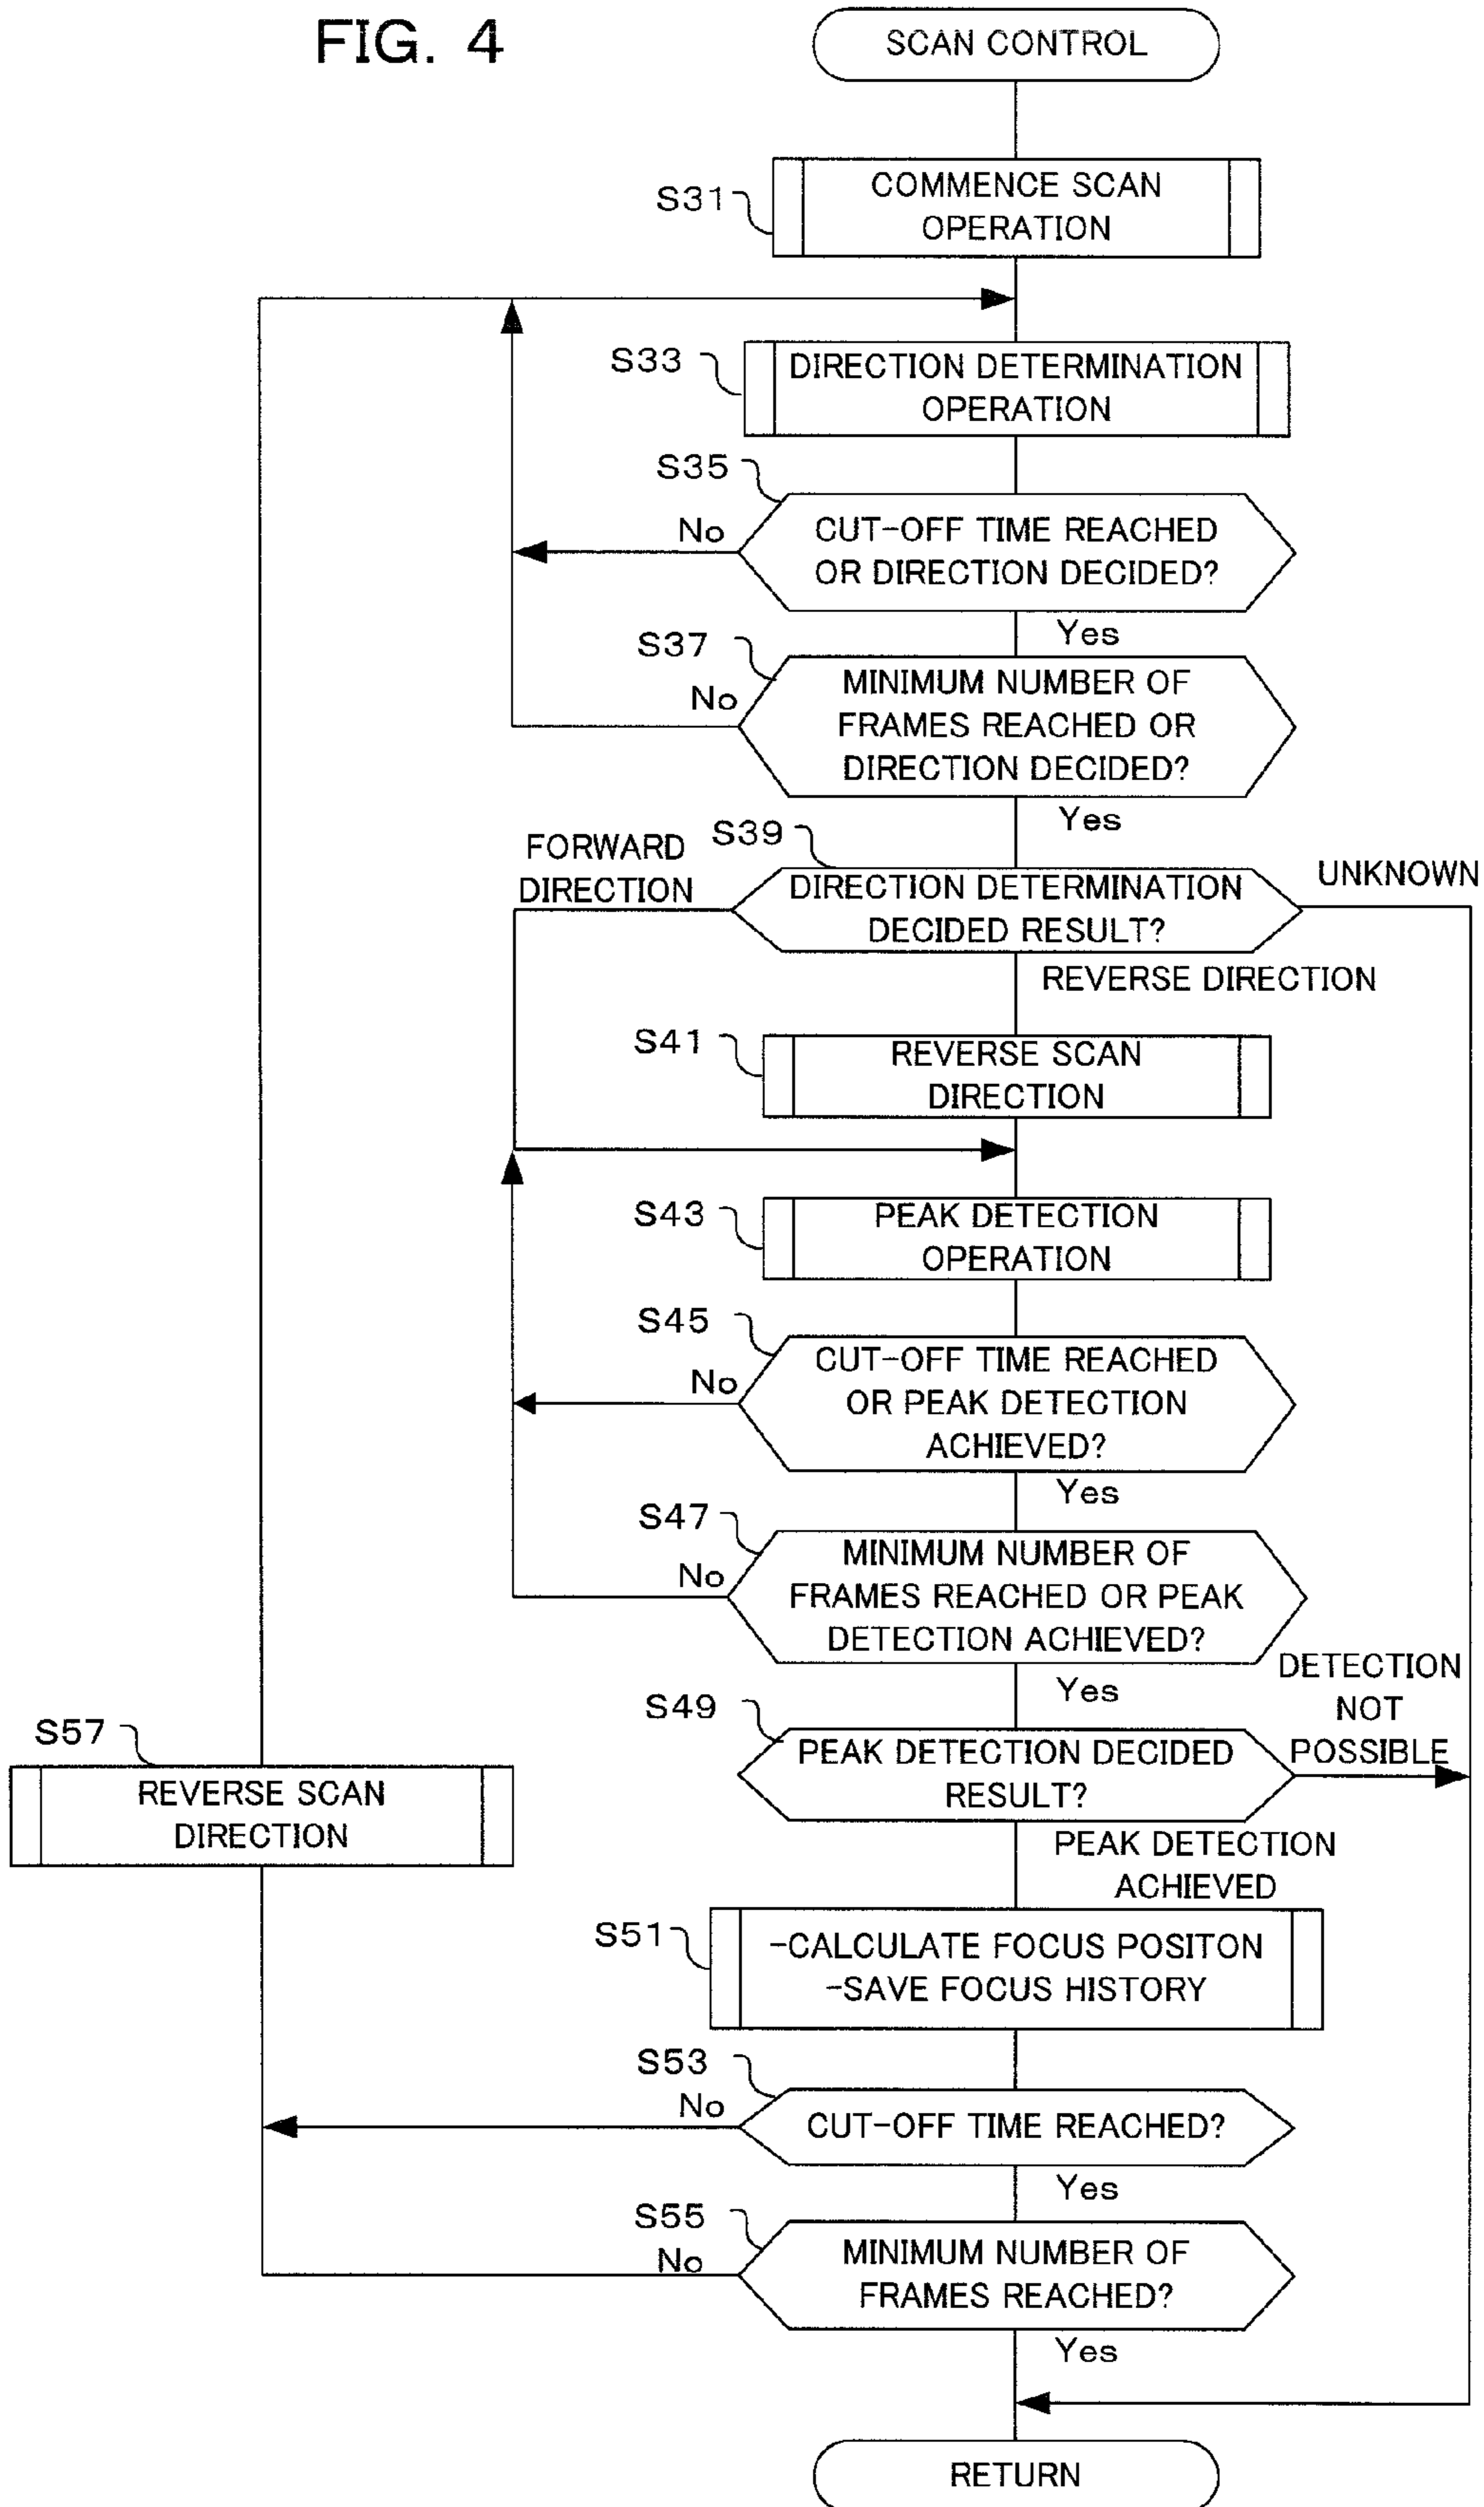 FIG. 4
SCAN CONTROL
S31
COMMENCE SCAN
OPERATION
S33
DIRECTION DETERMINATION
OPERATION
S35
No
CUT-OFF TIME REACHED
OR DIRECTION DECIDED?
Yes
S37
No
MINIMUM NUMBER OF
FRAMES REACHED OR
DIRECTION DECIDED?
Yes
S39
FORWARD
DIRECTION
DIRECTION DETERMINATION
DECIDED RESULT?
UNKNOWN
REVERSE DIRECTION
S41
REVERSE SCAN
DIRECTION
S43
PEAK DETECTION
OPERATION
S45
No
CUT-OFF TIME REACHED
OR PEAK DETECTION
ACHIEVED?
Yes
S47
No
MINIMUM NUMBER OF
FRAMES REACHED OR PEAK
DETECTION ACHIEVED?
Yes
S49
PEAK DETECTION DECIDED
RESULT?
DETECTION
NOT
POSSIBLE
S57
REVERSE SCAN
DIRECTION
PEAK DETECTION
ACHIEVED
S51
-CALCULATE FOCUS POSITON
-SAVE FOCUS HISTORY
S53
No
CUT-OFF TIME REACHED?
Yes
S55
No
MINIMUM NUMBER OF
FRAMES REACHED?
Yes
RETURN